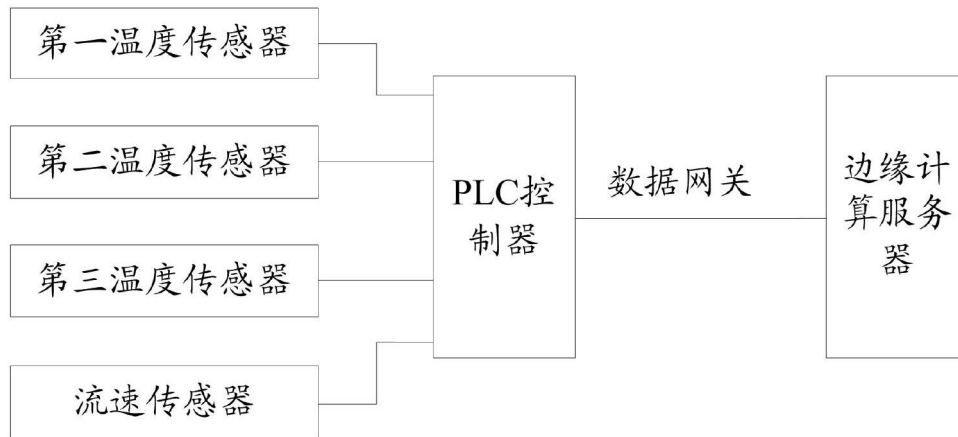 第一温度传感器
第二温度传感器
第三温度传感器
流速传感器
PLC控
制器
数据网关
边缘计
算服务
器